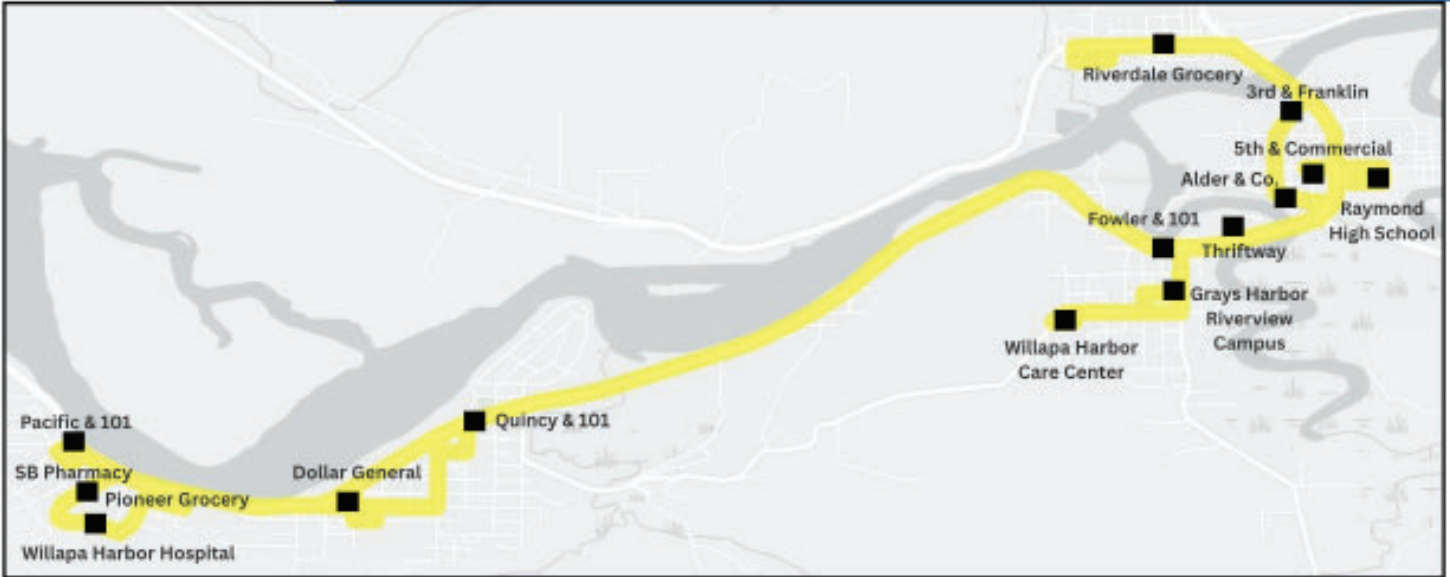 Riverdale Grocery
3rd & Franklin
5th & Commercial
Alder & Co.
Raymond
High School
Fowler & 101
Thriftway
Grays Harbor
Riverview
Campus
Willapa Harbor
Care Center
Quincy & 101
Pacific & 101
Dollar General
SB Pharmacy
Pioneer Grocery
Willapa Harbor Hospital